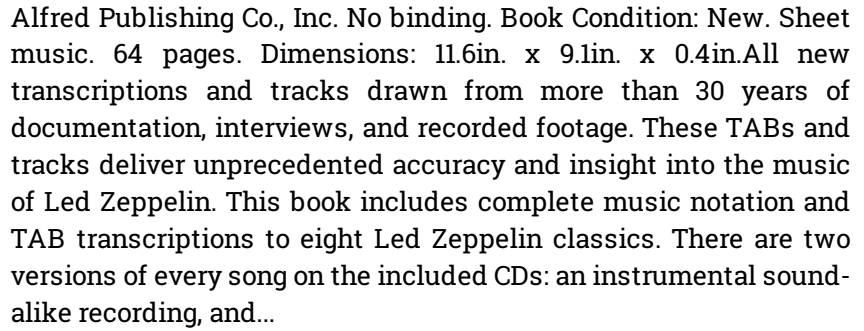 Alfred Publishing Co., Inc. No binding. Book Condition: New. Sheet
music. 64 pages. Dimensions: 11.6in. x 9.1in. x 0.4in.All new
transcriptions and tracks drawn from more than 30 years of
documentation, interviews, and recorded footage. These TABs and
tracks deliver unprecedented accuracy and insight into the music
of Led Zeppelin. This book includes complete music notation and
TAB transcriptions to eight Led Zeppelin classics. There are two
versions of every song on the included CDs: an instrumental sound-
alike recording, and...